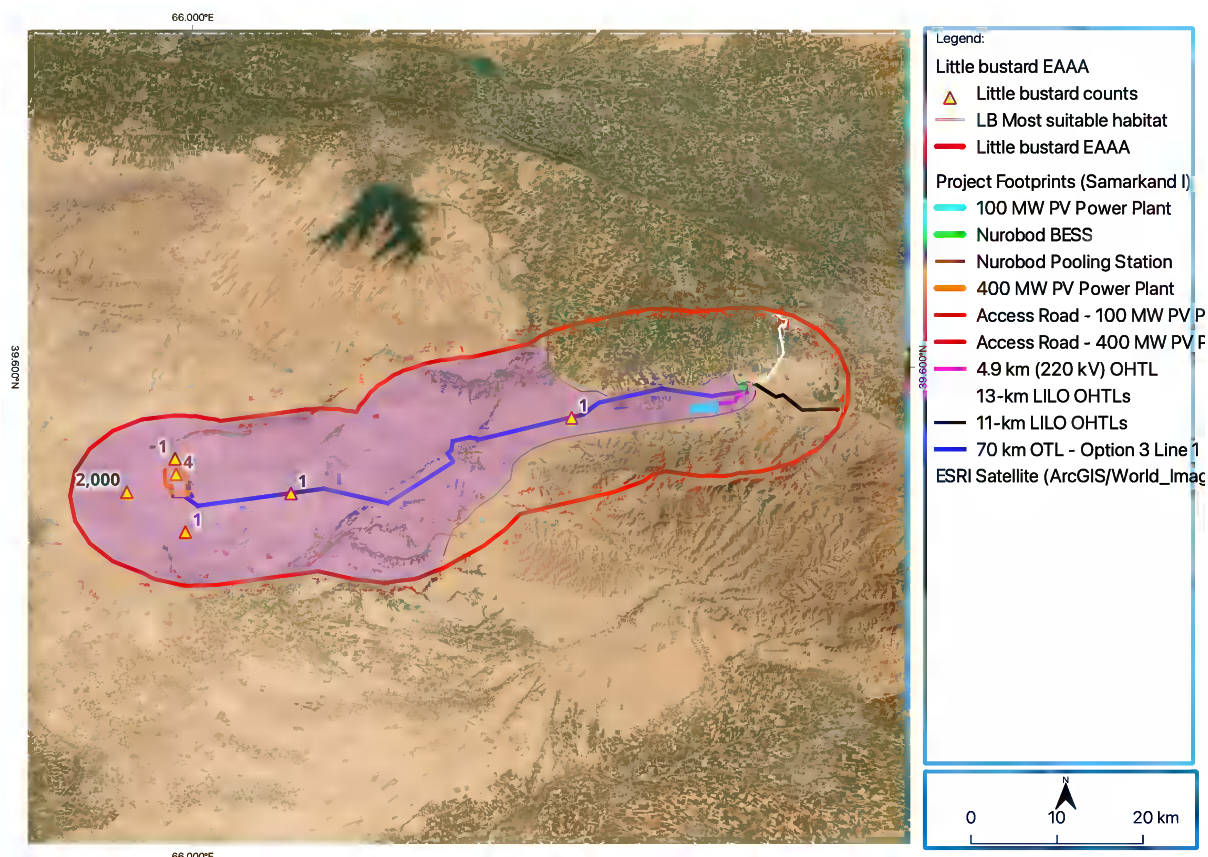 66.000°E
39.600°N
39.600°N
-1
4
2,000
1
1
1
66.000°E
Legend:
Little bustard EAAA
Little bustard counts
LB Most suitable habitat
Little bustard EAAA
Project Footprints (Samarkand I)
100 MW PV Power Plant
Nurobod BESS
Nurobod Pooling Station
400 MW PV Power Plant
Access Road - 100 MW PV P
Access Road - 400 MW PV P
4.9 km (220 kV) OHTL
13-km LILO OHTLs
11-km LILO OHTLs
70 km OTL - Option 3 Line 1
ESRI Satellite (ArcGIS/World_Imag
N
0 10 20 km